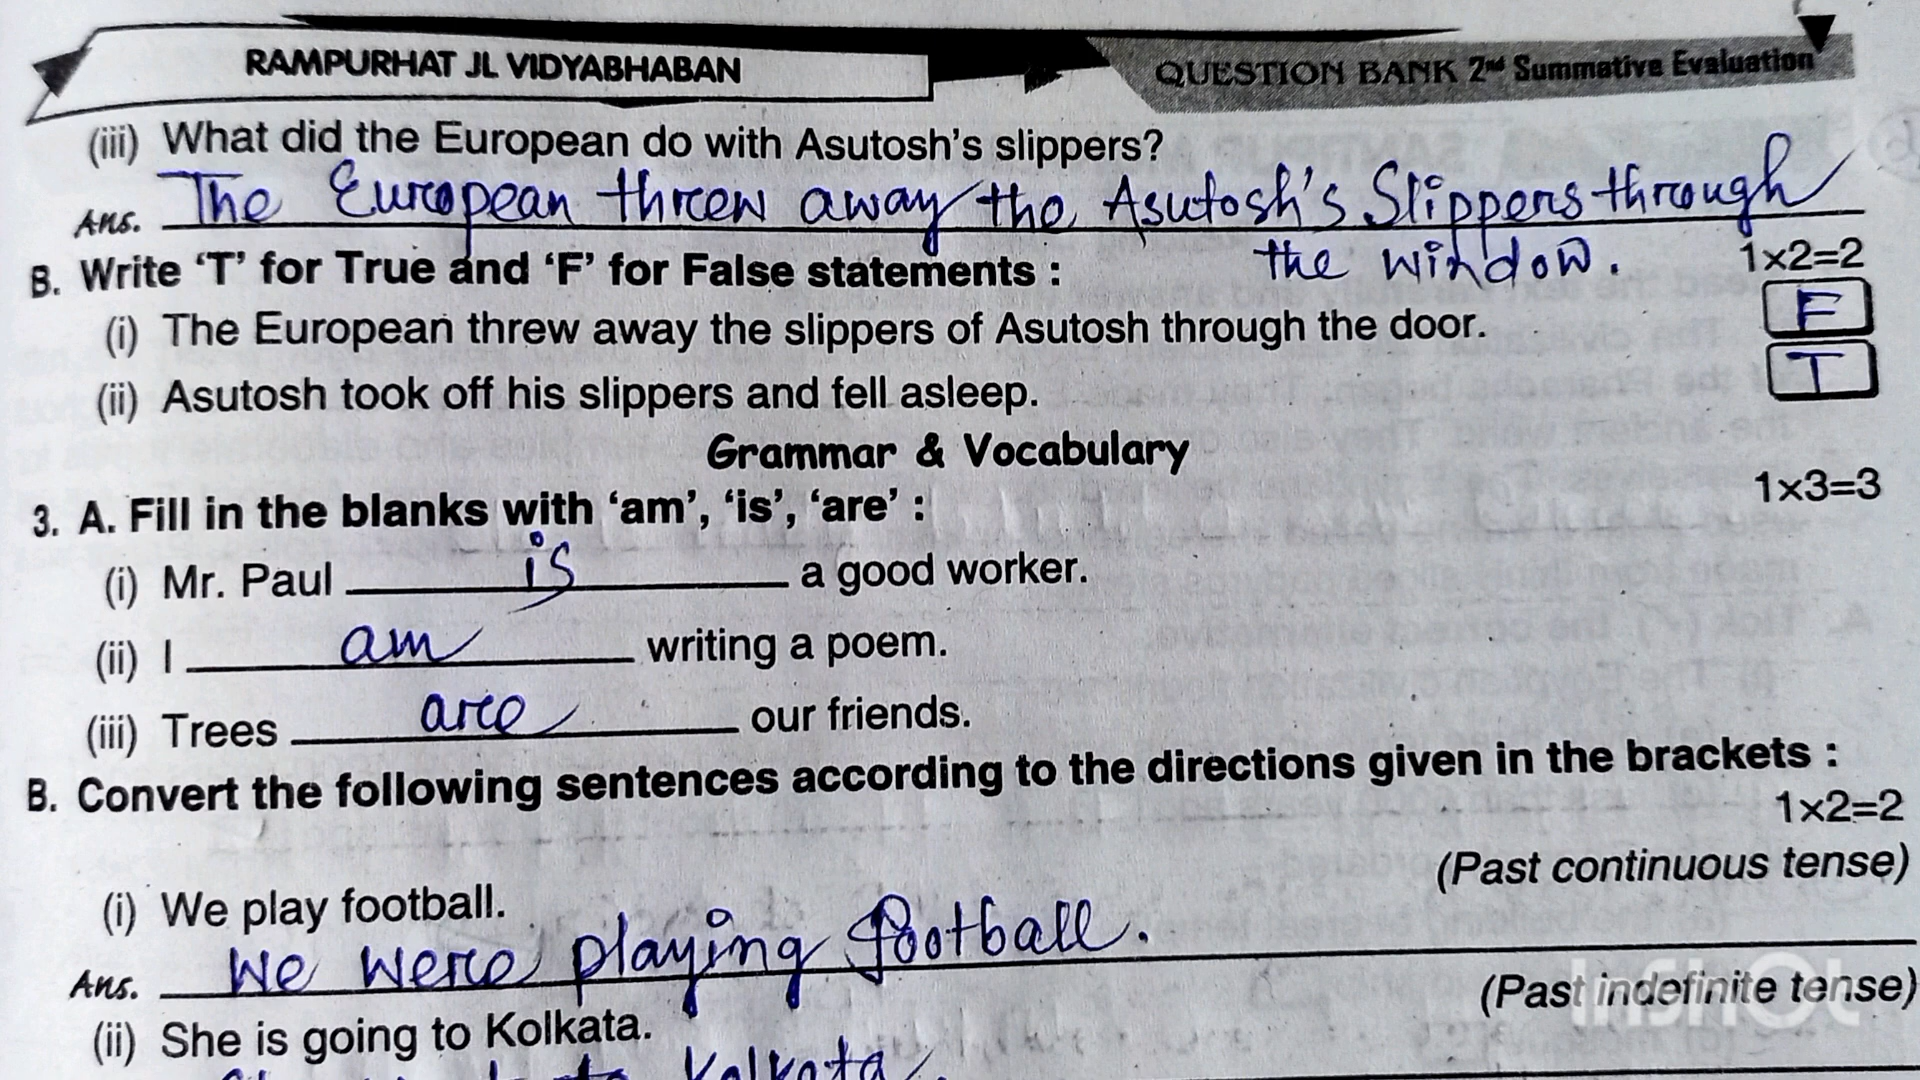 RAMPURHAT JL VIDYABHABAN
QUESTION BANK 2nd Summative Evaluation
(iii) What did the European do with Asutosh's slippers?
Ans. The European threw away the Asutosh's Slippers through
the window.
B. Write 'T' for True and 'F' for False statements : 1×2=2
(i) The European threw away the slippers of Asutosh through the door. F
(ii) Asutosh took off his slippers and fell asleep. T
Grammar & Vocabulary
3. A. Fill in the blanks with 'am', 'is', 'are' : 1×3=3
(i) Mr. Paul is a good worker.
(ii) I am writing a poem.
(iii) Trees are our friends.
B. Convert the following sentences according to the directions given in the brackets :
1×2=2
(i) We play football. (Past continuous tense)
Ans. We were playing football.
(ii) She is going to Kolkata. (Past indefinite tense)
to Kolkata.
InShOt